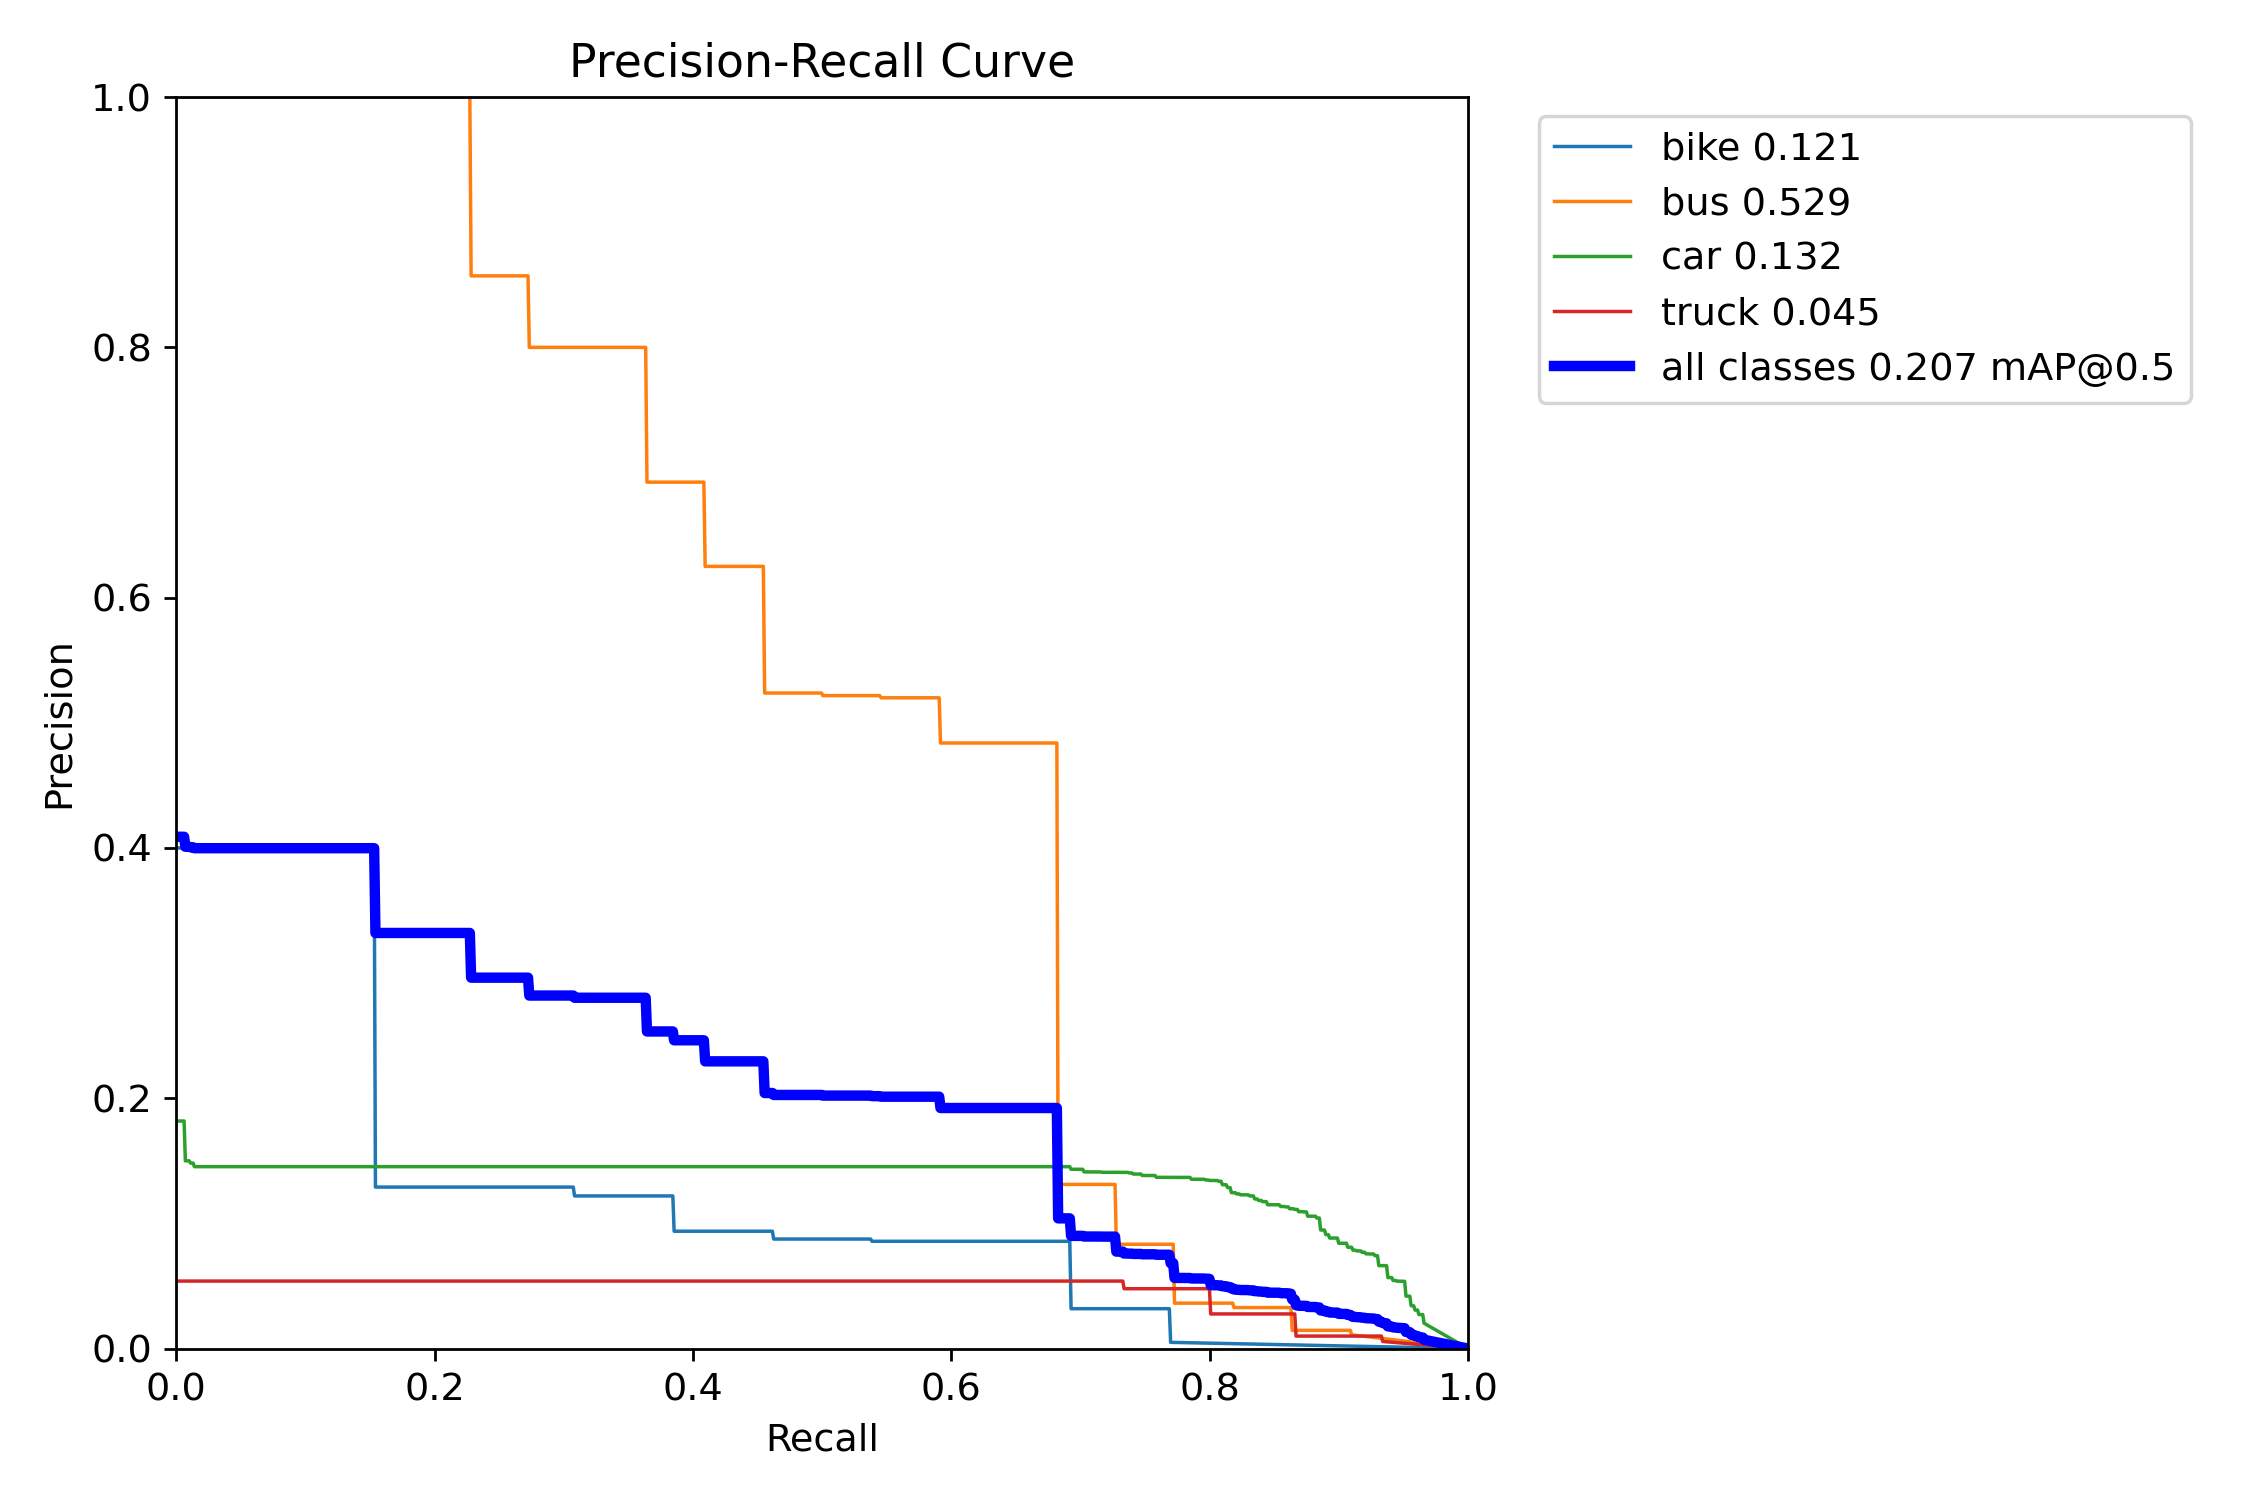 Precision-Recall Curve
1.0
0.8
0.6
0.4
0.2
0.0
Precision
0.0 0.2 0.4 0.6 0.8 1.0
Recall
bike 0.121
bus 0.529
car 0.132
truck 0.045
all classes 0.207 mAP@0.5